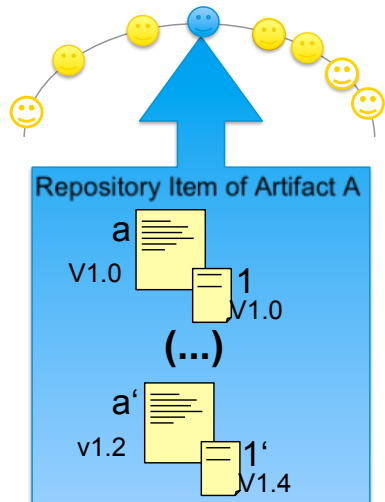 Repository Item of Artifact A
a
V1.0
1
V1.0
(...)
a‘
v1.2
1‘
V1.4